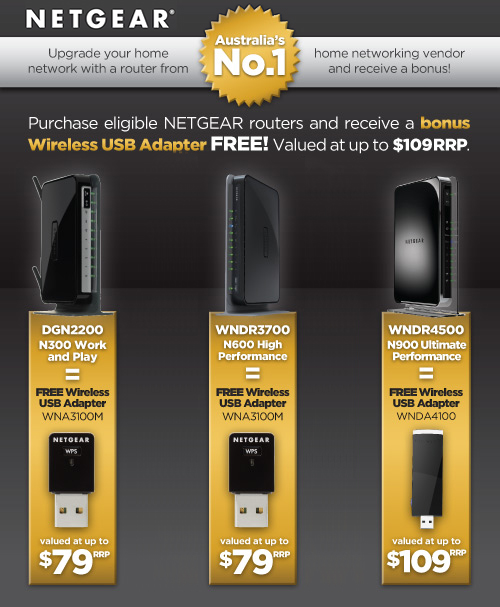 NETGEAR®
Upgrade your home
network with a router from
Australia's
No.1
home networking vendor
and receive a bonus!
Purchase eligible NETGEAR routers and receive a bonus
Wireless USB Adapter FREE! Valued at up to $109RRP.
NETGEAR
DGN2200
N300 Work
and Play
=
FREE Wireless
USB Adapter
WNA3100M
NETGEAR
WPS
valued at up to
$79RRP
WNDR3700
N600 High
Performance
=
FREE Wireless
USB Adapter
WNA3100M
NETGEAR
WPS
valued at up to
$79RRP
WNDR4500
N900 Ultimate
Performance
=
FREE Wireless
USB Adapter
WNDA4100
valued at up to
$109RRP